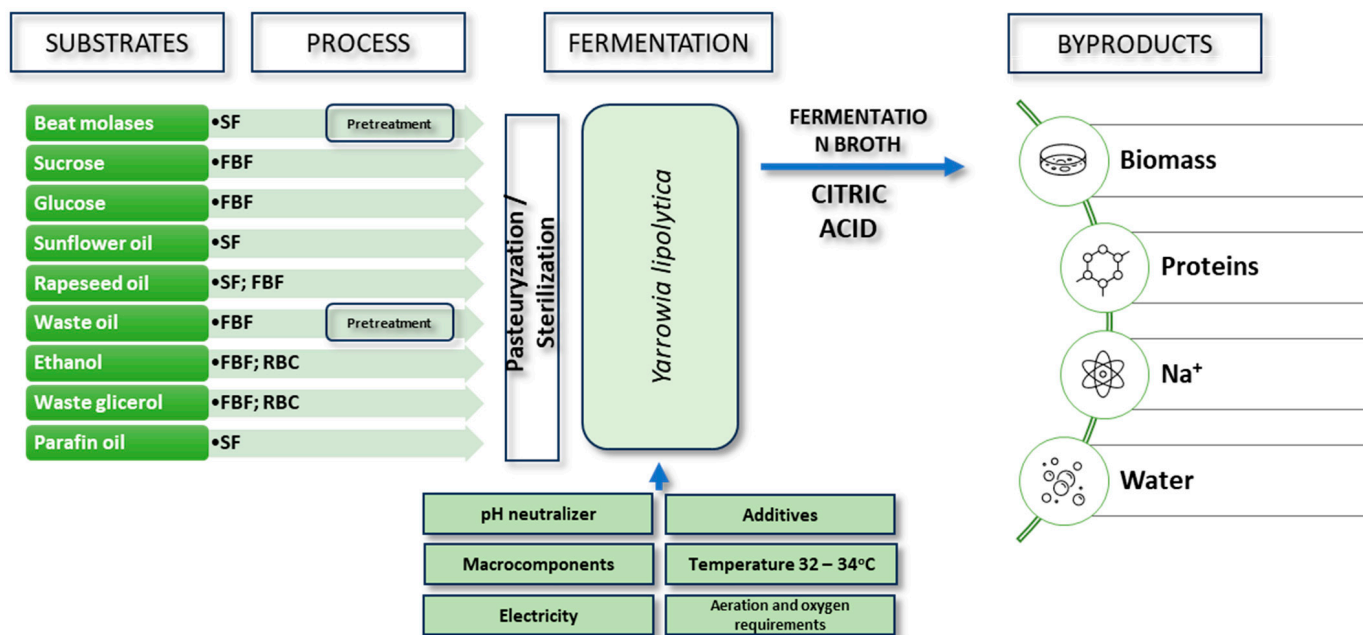 SUBSTRATES
PROCESS
FERMENTATION
BYPRODUCTS
Beat molases
•SF
Pretreatment
Sucrose
•FBF
Glucose
•FBF
Sunflower oil
•SF
Rapeseed oil
•SF; FBF
Waste oil
•FBF
Pretreatment
Ethanol
•FBF; RBC
Waste glicerol
•FBF; RBC
Parafin oil
•SF
Pasteuryzation /
Sterilization
Yarrowia lipolytica
FERMENTATIO
N BROTH
CITRIC
ACID
Biomass
Proteins
Na⁺
Water
pH neutralizer
Additives
Macrocomponents
Temperature 32 – 34ºC
Electricity
Aeration and oxygen
requirements